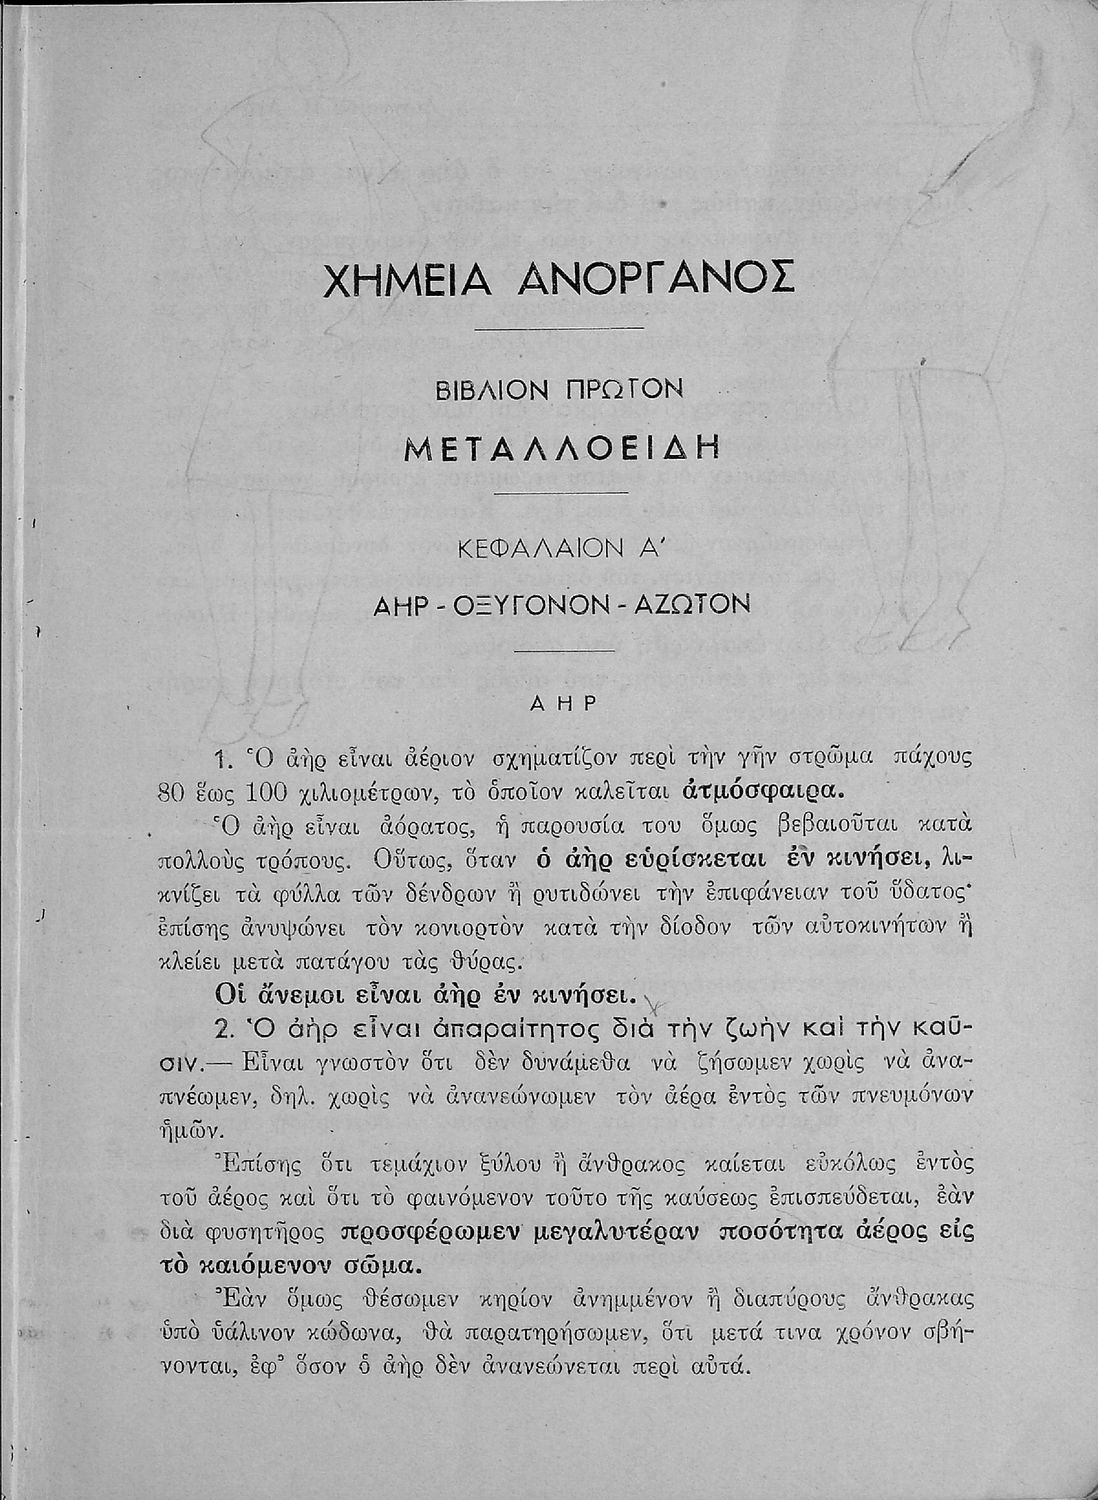 ΧΗΜΕΙΑ ΑΝΟΡΓΑΝΟΣ
ΒΙΒΛΙΟΝ ΠΡΩΤΟΝ
ΜΕΤΑΛΛΟΕΙΔΗ
ΚΕΦΑΛΑΙΟΝ Α′
ΑΗΡ - ΟΞΥΓΟΝΟΝ - ΑΖΩΤΟΝ
ΑΗΡ
1. Ὁ ἀὴρ εἶναι ἀέριον σχηματίζον περὶ τὴν γῆν στρῶμα πάχους
80 ἕως 100 χιλιομέτρων, τὸ ὁποῖον καλεῖται ἀτμόσφαιρα.
Ὁ ἀὴρ εἶναι ἀόρατος, ἡ παρουσία του ὅμως βεβαιοῦται κατὰ
πολλοὺς τρόπους. Οὕτως, ὅταν ὁ ἀὴρ εὑρίσκεται ἐν κινήσει, λι-
κνίζει τὰ φύλλα τῶν δένδρων ἢ ρυτιδώνει τὴν ἐπιφάνειαν τοῦ ὕδατος·
ἐπίσης ἀνυψώνει τὸν κονιορτὸν κατὰ τὴν δίοδον τῶν αὐτοκινήτων ἢ
κλείει μετὰ πατάγου τὰς θύρας.
Οἱ ἄνεμοι εἶναι ἀὴρ ἐν κινήσει.
2. Ὁ ἀὴρ εἶναι ἀπαραίτητος διὰ τὴν ζωὴν καὶ τὴν καῦ-
σιν.— Εἶναι γνωστὸν ὅτι δὲν δυνάμεθα νὰ ζήσωμεν χωρὶς νὰ ἀνα-
πνέωμεν, δηλ. χωρὶς νὰ ἀνανεώνωμεν τὸν ἀέρα ἐντὸς τῶν πνευμόνων
ἡμῶν.
Ἐπίσης ὅτι τεμάχιον ξύλου ἢ ἄνθρακος καίεται εὐκόλως ἐντὸς
τοῦ ἀέρος καὶ ὅτι τὸ φαινόμενον τοῦτο τῆς καύσεως ἐπισπεύδεται, ἐὰν
διὰ φυσητῆρος προσφέρωμεν μεγαλυτέραν ποσότητα ἀέρος εἰς
τὸ καιόμενον σῶμα.
Ἐὰν ὅμως θέσωμεν κηρίον ἀνημμένον ἢ διαπύρους ἄνθρακας
ὑπὸ ὑάλινον κώδωνα, θὰ παρατηρήσωμεν, ὅτι μετά τινα χρόνον σβή-
νονται, ἐφ᾿ ὅσον ὁ ἀὴρ δὲν ἀνανεώνεται περὶ αὐτά.